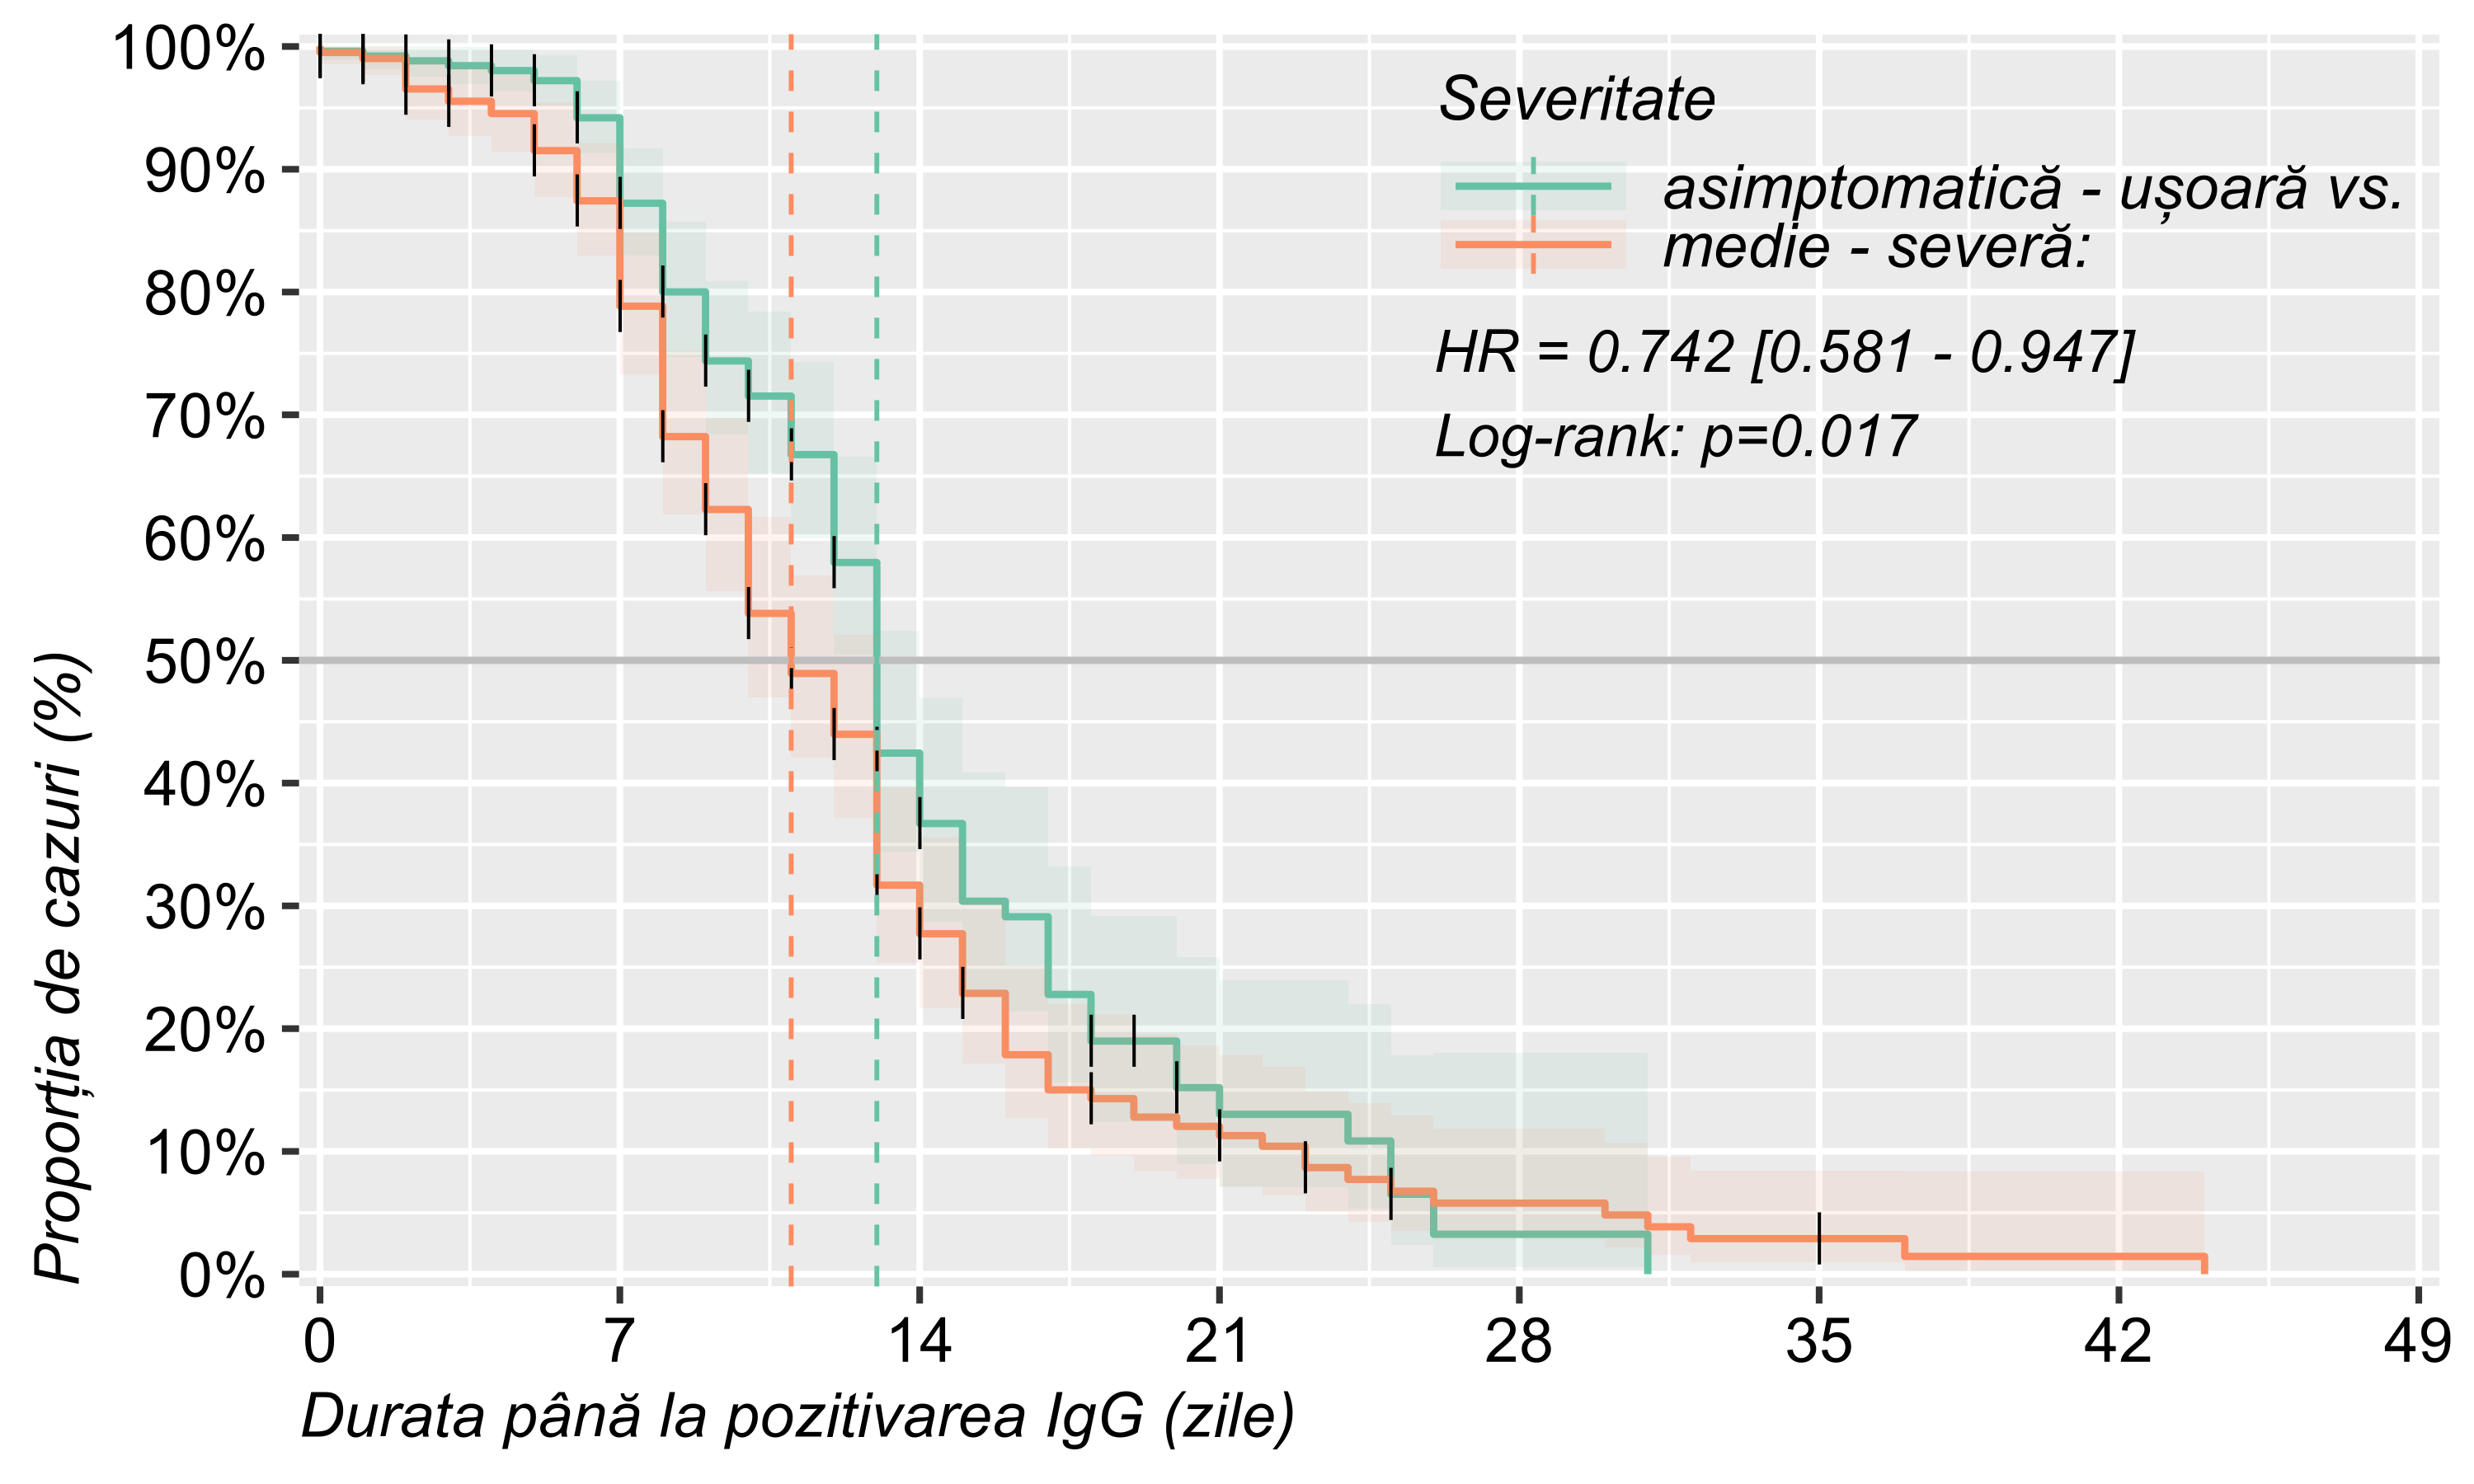 100%
90%
80%
70%
60%
50%
40%
30%
20%
10%
0%
Proporția de cazuri (%)
Severitate
asimptomatică - ușoară vs.
medie - severă:
HR = 0.742 [0.581 - 0.947]
Log-rank: p=0.017
0 7 14 21 28 35 42 49
Durata până la pozitivarea IgG (zile)